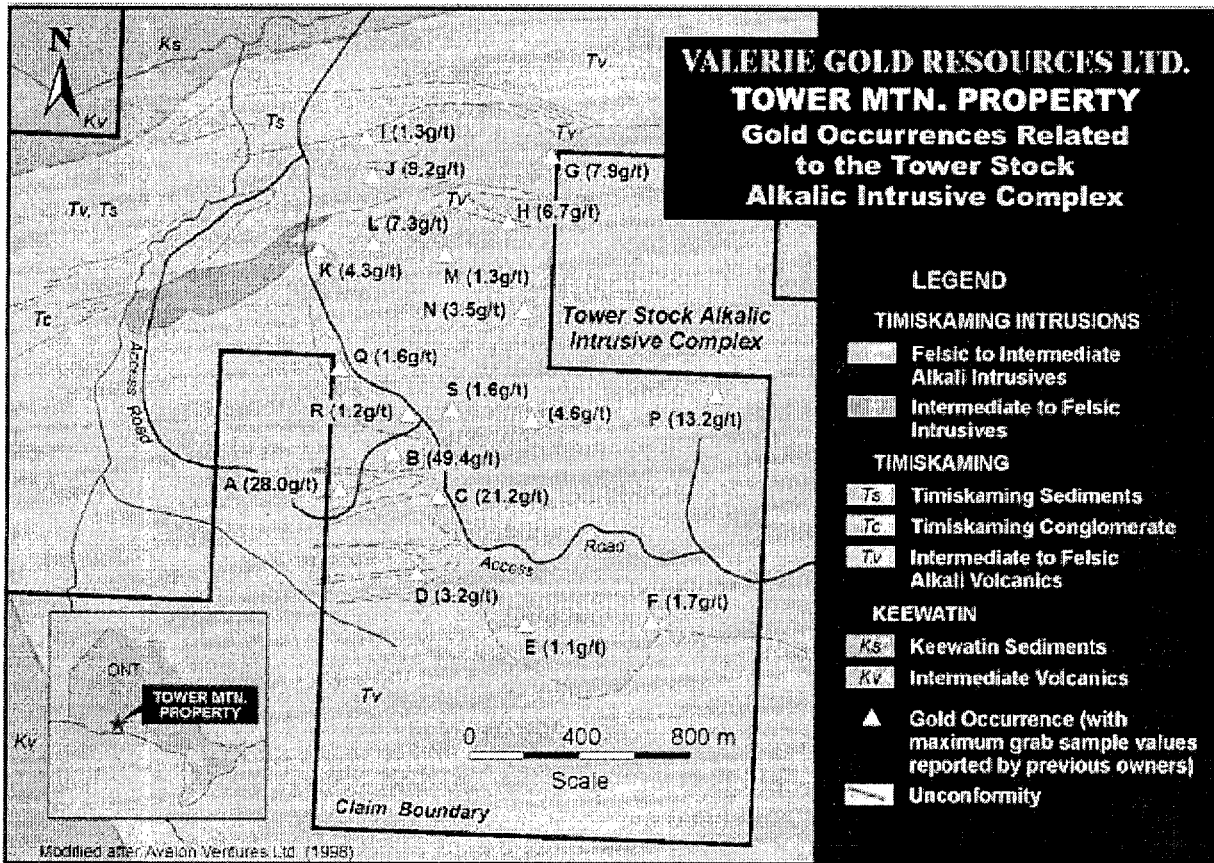 N
Ks
Kv
Ts
Tv
Tv
I (1.3g/t)
J (9.2g/t)
G (7.9g/t)
Tv
H (6.7g/t)
Tv, Ts
L (7.3g/t)
K (4.3g/t)
M (1.3g/t)
N (3.5g/t)
Tc
Tower Stock Alkalic
Intrusive Complex
Access Road
Q (1.6g/t)
S (1.6g/t)
R (1.2g/t)
(4.6g/t)
P (13.2g/t)
B (49.4g/t)
A (28.0g/t)
C (21.2g/t)
Access Road
D (3.2g/t)
F (1.7g/t)
E (1.1g/t)
Tv
ONT.
TOWER MTN.
PROPERTY
Kv
0 400 800 m
Scale
Claim Boundary
Modified after Avalon Ventures Ltd. (1998)
VALERIE GOLD RESOURCES LTD.
TOWER MTN. PROPERTY
Gold Occurrences Related
to the Tower Stock
Alkalic Intrusive Complex
LEGEND
TIMISKAMING INTRUSIONS
Felsic to Intermediate
Alkali Intrusives
Intermediate to Felsic
Intrusives
TIMISKAMING
Ts Timiskaming Sediments
Tc Timiskaming Conglomerate
Tv Intermediate to Felsic
Alkali Volcanics
KEEWATIN
Ks Keewatin Sediments
Kv Intermediate Volcanics
Gold Occurrence (with
maximum grab sample values
reported by previous owners)
Unconformity